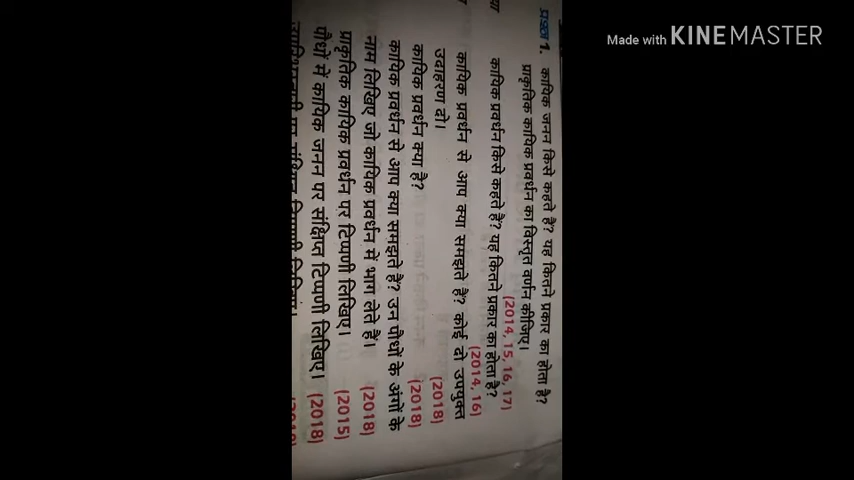 Made with KINEMASTER
प्रश्न 1. कायिक जनन किसे कहते हैं? यह कितने प्रकार का होता है?
प्राकृतिक कायिक प्रवर्धन का विस्तृत वर्णन कीजिए।
(2014, 15, 16, 17)
या कायिक प्रवर्धन किसे कहते हैं? यह कितने प्रकार का होता है?
(2014, 16)
कायिक प्रवर्धन से आप क्या समझते हैं? कोई दो उपयुक्त
उदाहरण दो। (2018)
कायिक प्रवर्धन क्या है? (2018)
कायिक प्रवर्धन से आप क्या समझते हैं? उन पौधों के अंगों के
नाम लिखिए जो कायिक प्रवर्धन में भाग लेते हैं। (2018)
प्राकृतिक कायिक प्रवर्धन पर टिप्पणी लिखिए। (2015)
पौधों में कायिक जनन पर संक्षिप्त टिप्पणी लिखिए। (2018)